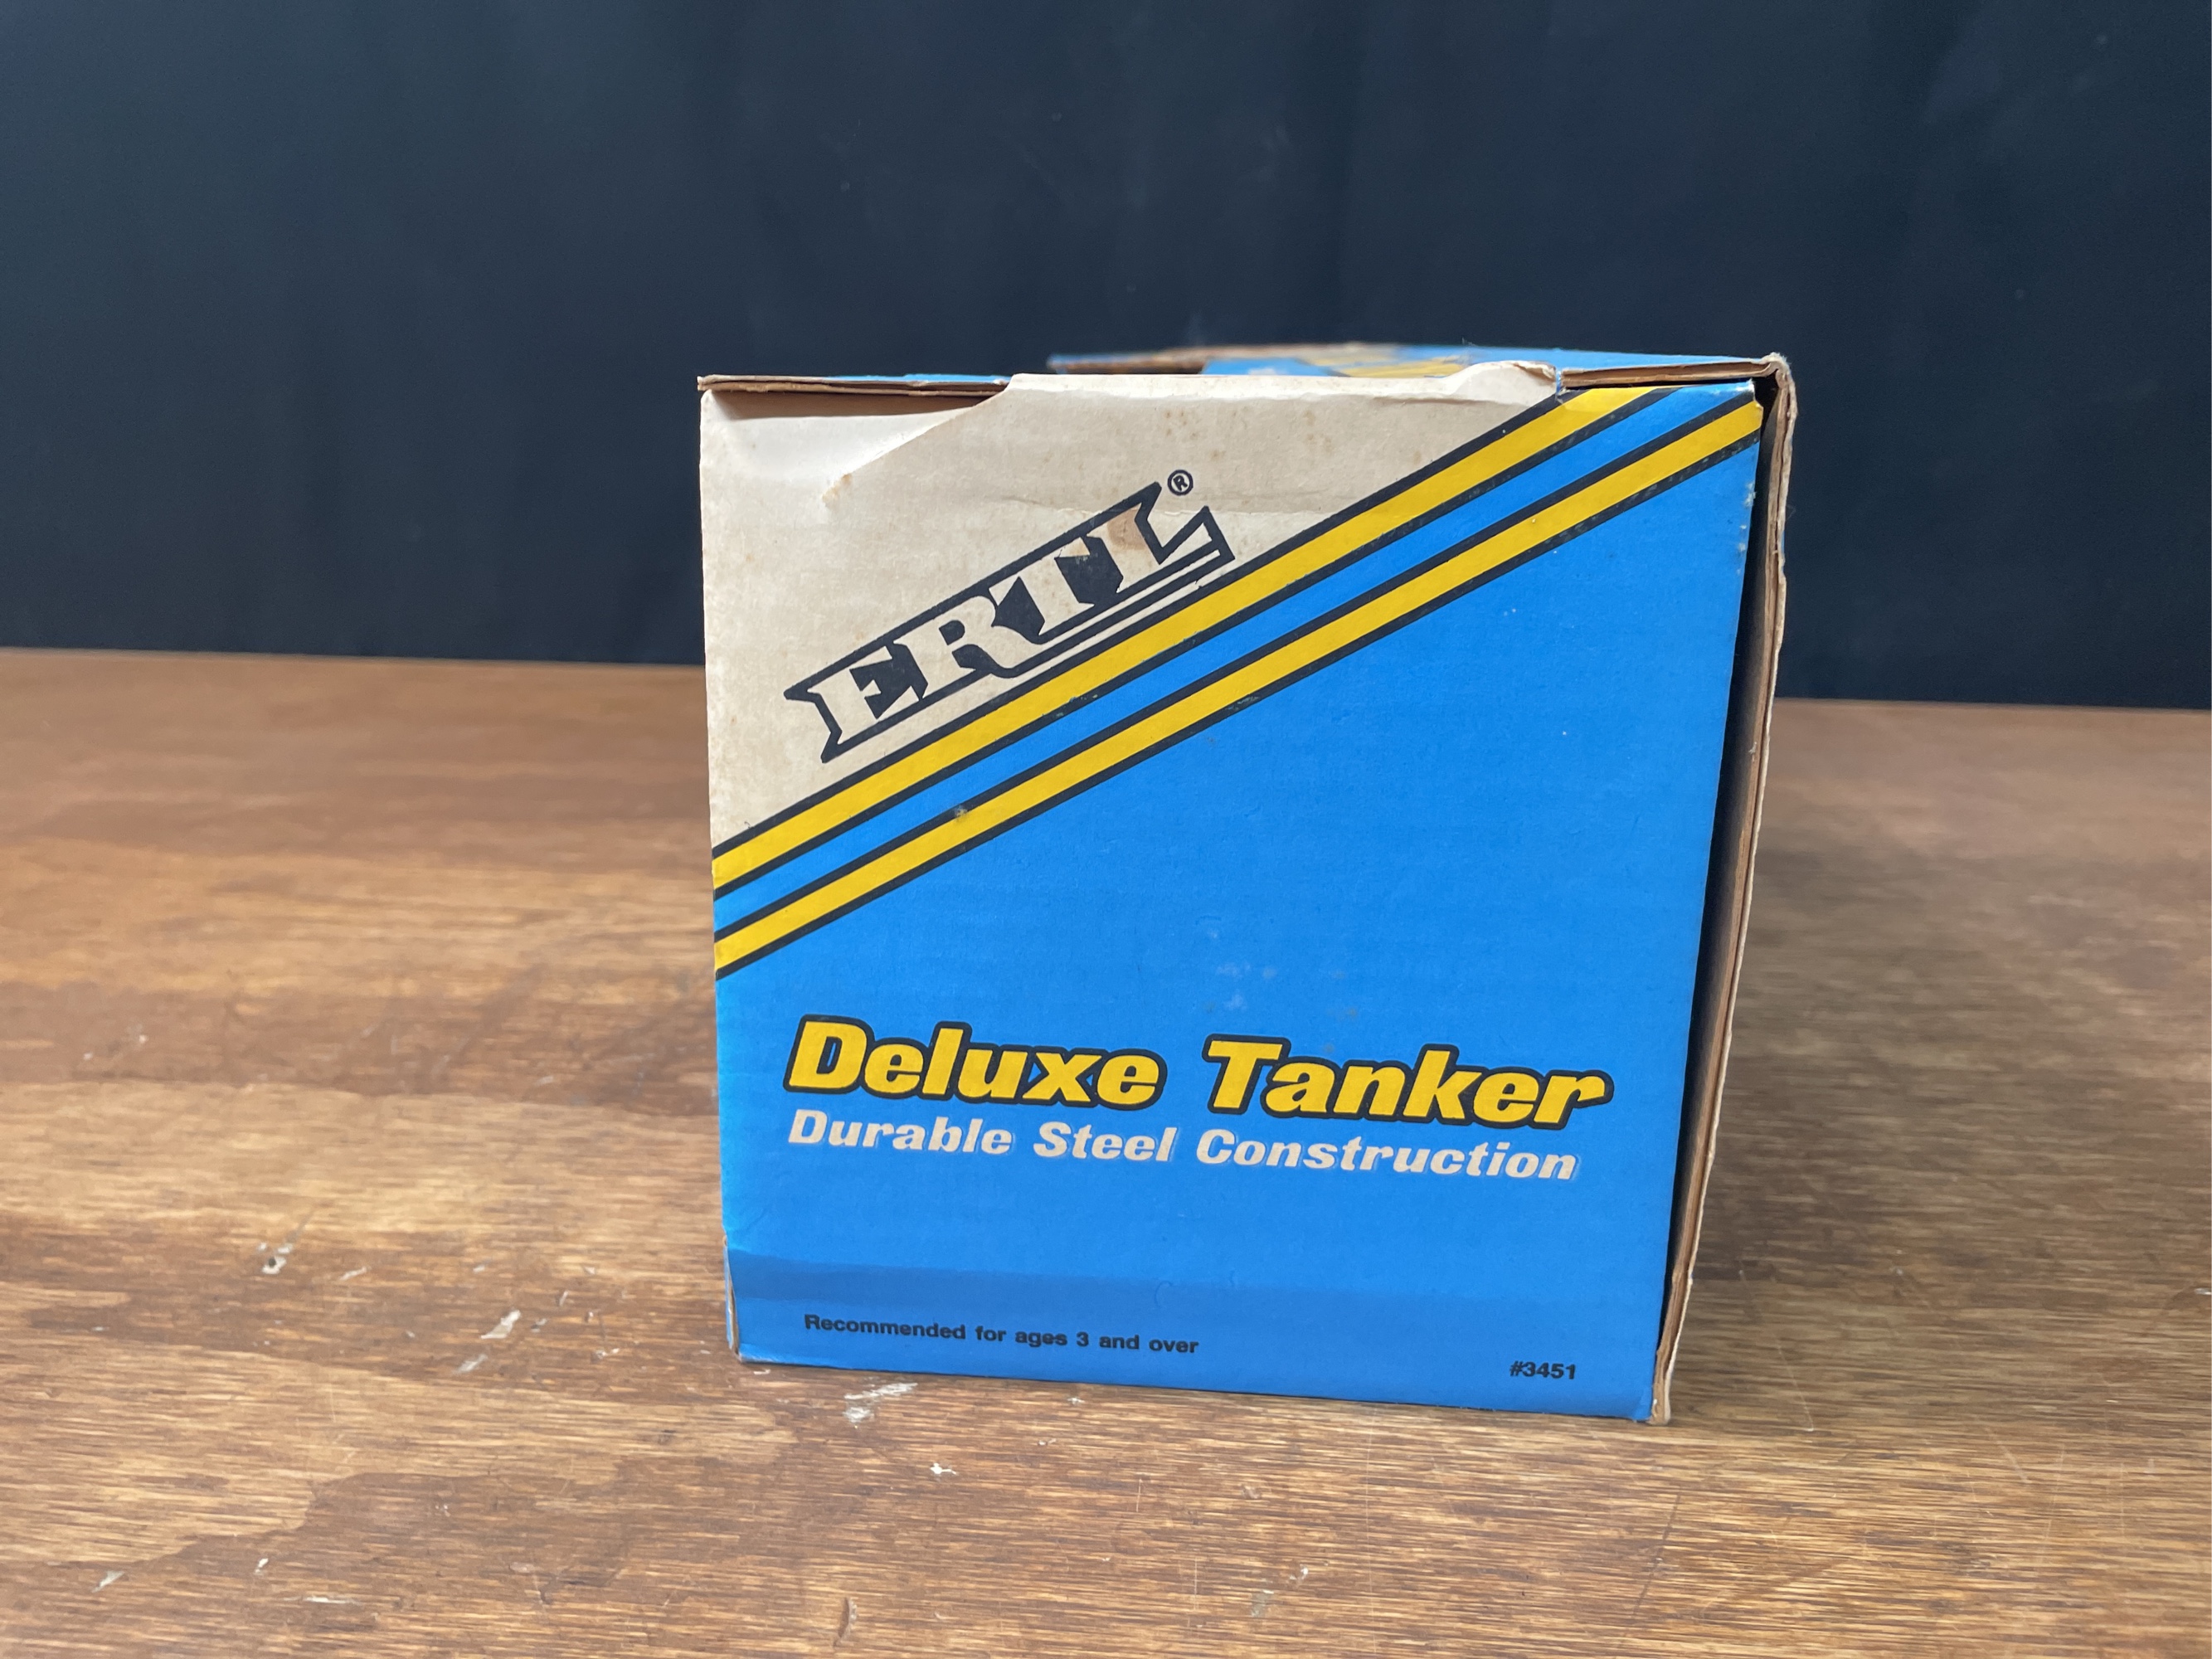 ERTL®
Deluxe Tanker
Durable Steel Construction
Recommended for ages 3 and over
#3451